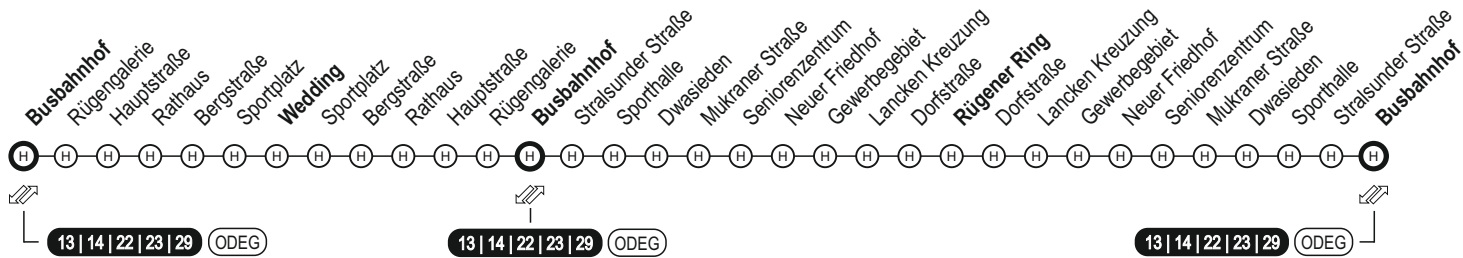 Busbahnhof
Rügengalerie
Hauptstraße
Rathaus
Bergstraße
Sportplatz
Wedding
Sportplatz
Bergstraße
Rathaus
Hauptstraße
Rügengalerie
Busbahnhof
Stralsunder Straße
Sporthalle
Dwasieden
Mukraner Straße
Seniorenzentrum
Neuer Friedhof
Gewerbegebiet
Lancken Kreuzung
Dorfstraße
Rügener Ring
Dorfstraße
Lancken Kreuzung
Gewerbegebiet
Neuer Friedhof
Seniorenzentrum
Mukraner Straße
Dwasieden
Sporthalle
Stralsunder Straße
Busbahnhof
H H H H H H H H H H H H H H H H H H H H H H H H H H H H H H H H H
13 | 14 | 22 | 23 | 29 ODEG 13 | 14 | 22 | 23 | 29 ODEG 13 | 14 | 22 | 23 | 29 ODEG